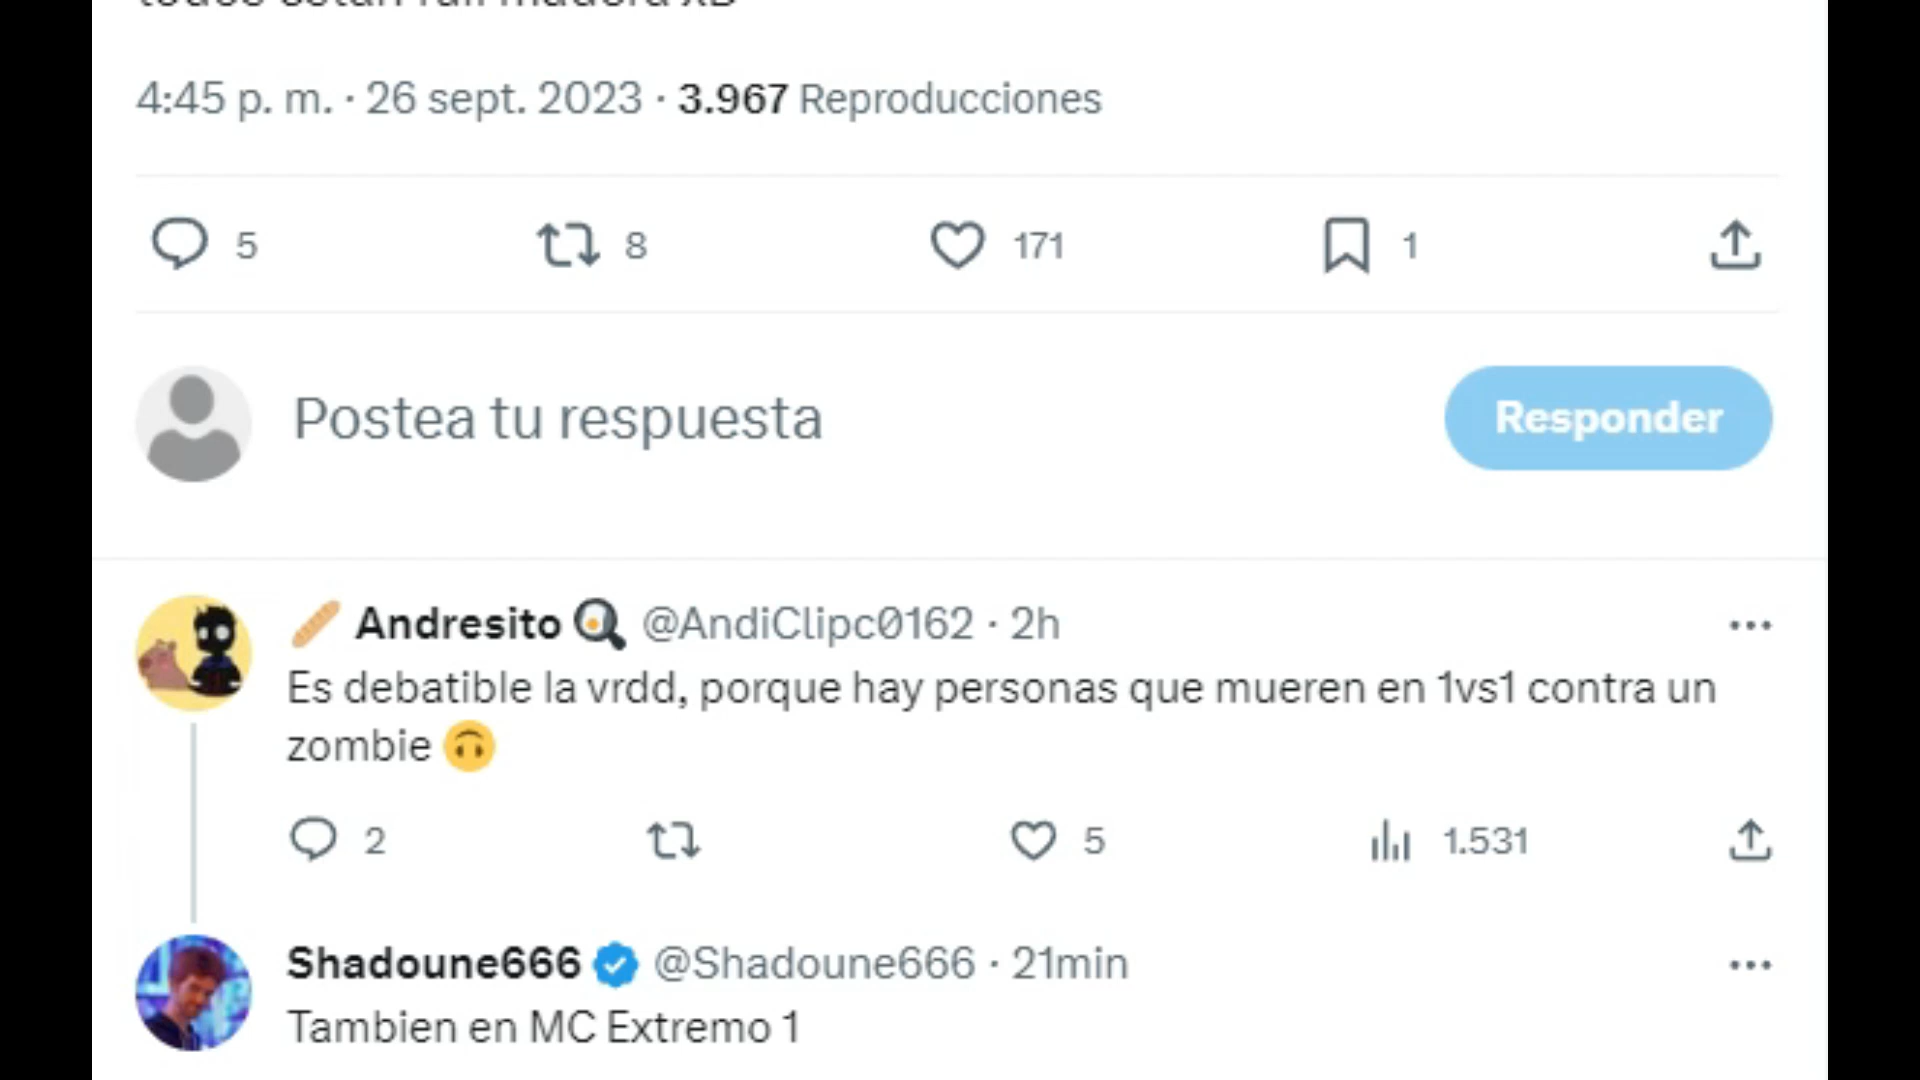 4:45 p. m. · 26 sept. 2023 · 3.967 Reproducciones
5 8 171 1
Postea tu respuesta
Responder
🥖 Andresito 🍳 @AndiClipc0162 · 2h
Es debatible la vrdd, porque hay personas que mueren en 1vs1 contra un
zombie 🙃
2 5 1.531
Shadoune666 @Shadoune666 · 21min
Tambien en MC Extremo 1